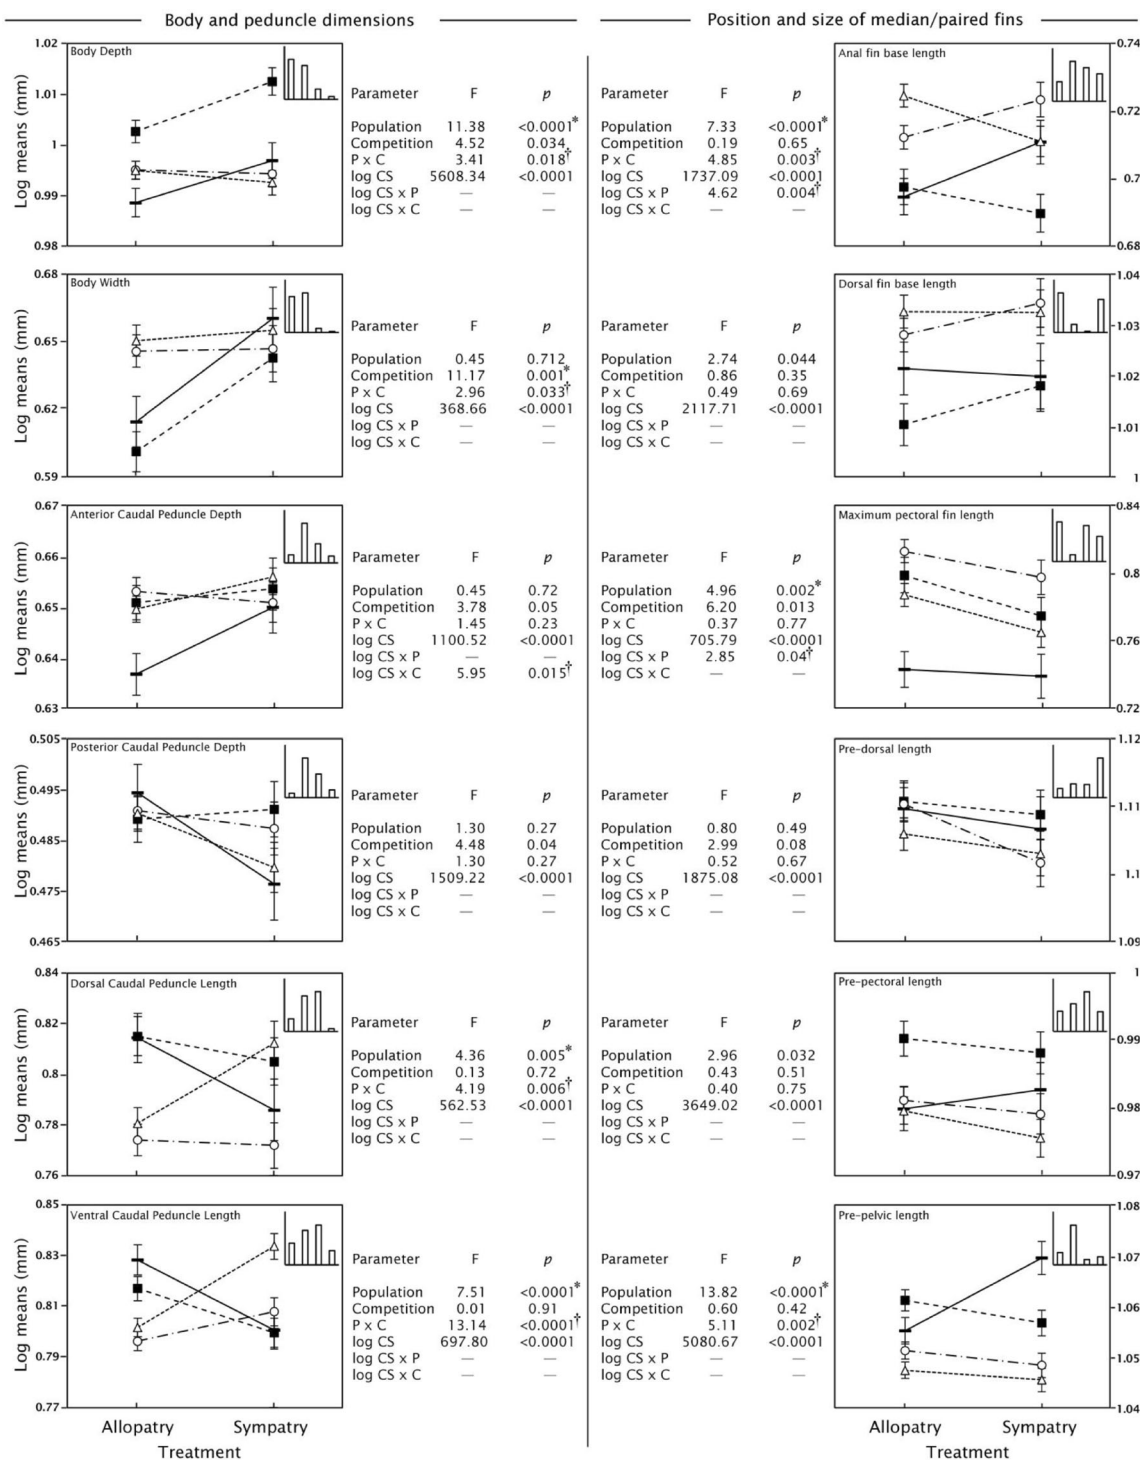 Body and peduncle dimensions
Log means (mm)
1.02
1.01
1
0.99
0.98
Body Depth
Parameter F p
Population 11.38 <0.0001*
Competition 4.52 0.034
P x C 3.41 0.018†
log CS 5608.34 <0.0001
log CS x P — —
log CS x C — —
Log means (mm)
0.68
0.65
0.62
0.59
Body Width
Parameter F p
Population 0.45 0.712
Competition 11.17 0.001*
P x C 2.96 0.033†
log CS 368.66 <0.0001
log CS x P — —
log CS x C — —
Log means (mm)
0.67
0.66
0.65
0.64
0.63
Anterior Caudal Peduncle Depth
Parameter F p
Population 0.45 0.72
Competition 3.78 0.05
P x C 1.45 0.23
log CS 1100.52 <0.0001
log CS x P — —
log CS x C 5.95 0.015†
Log means (mm)
0.505
0.495
0.485
0.475
0.465
Posterior Caudal Peduncle Depth
Parameter F p
Population 1.30 0.27
Competition 4.48 0.04
P x C 1.30 0.27
log CS 1509.22 <0.0001
log CS x P — —
log CS x C — —
Log means (mm)
0.84
0.82
0.8
0.78
0.76
Dorsal Caudal Peduncle Length
Parameter F p
Population 4.36 0.005*
Competition 0.13 0.72
P x C 4.19 0.006†
log CS 562.53 <0.0001
log CS x P — —
log CS x C — —
Log means (mm)
0.85
0.83
0.81
0.79
0.77
Ventral Caudal Peduncle Length
Parameter F p
Population 7.51 <0.0001*
Competition 0.01 0.91
P x C 13.14 <0.0001†
log CS 697.80 <0.0001
log CS x P — —
log CS x C — —
Allopatry Sympatry
Treatment
Position and size of median/paired fins
Parameter F p
Population 7.33 <0.0001*
Competition 0.19 0.65
P x C 4.85 0.003†
log CS 1737.09 <0.0001
log CS x P 4.62 0.004†
log CS x C — —
Anal fin base length
0.74
0.72
0.7
0.68
Parameter F p
Population 2.74 0.044
Competition 0.86 0.35
P x C 0.49 0.69
log CS 2117.71 <0.0001
log CS x P — —
log CS x C — —
Dorsal fin base length
1.04
1.03
1.02
1.01
1
Parameter F p
Population 4.96 0.002*
Competition 6.20 0.013
P x C 0.37 0.77
log CS 705.79 <0.0001
log CS x P 2.85 0.04†
log CS x C — —
Maximum pectoral fin length
0.84
0.8
0.76
0.72
Parameter F p
Population 0.80 0.49
Competition 2.99 0.08
P x C 0.52 0.67
log CS 1875.08 <0.0001
log CS x P — —
log CS x C — —
Pre-dorsal length
1.12
1.11
1.1
1.09
Parameter F p
Population 2.96 0.032
Competition 0.43 0.51
P x C 0.40 0.75
log CS 3649.02 <0.0001
log CS x P — —
log CS x C — —
Pre-pectoral length
1
0.99
0.98
0.97
Parameter F p
Population 13.82 <0.0001*
Competition 0.60 0.42
P x C 5.11 0.002†
log CS 5080.67 <0.0001
log CS x P — —
log CS x C — —
Pre-pelvic length
1.08
1.07
1.06
1.05
1.04
Allopatry Sympatry
Treatment